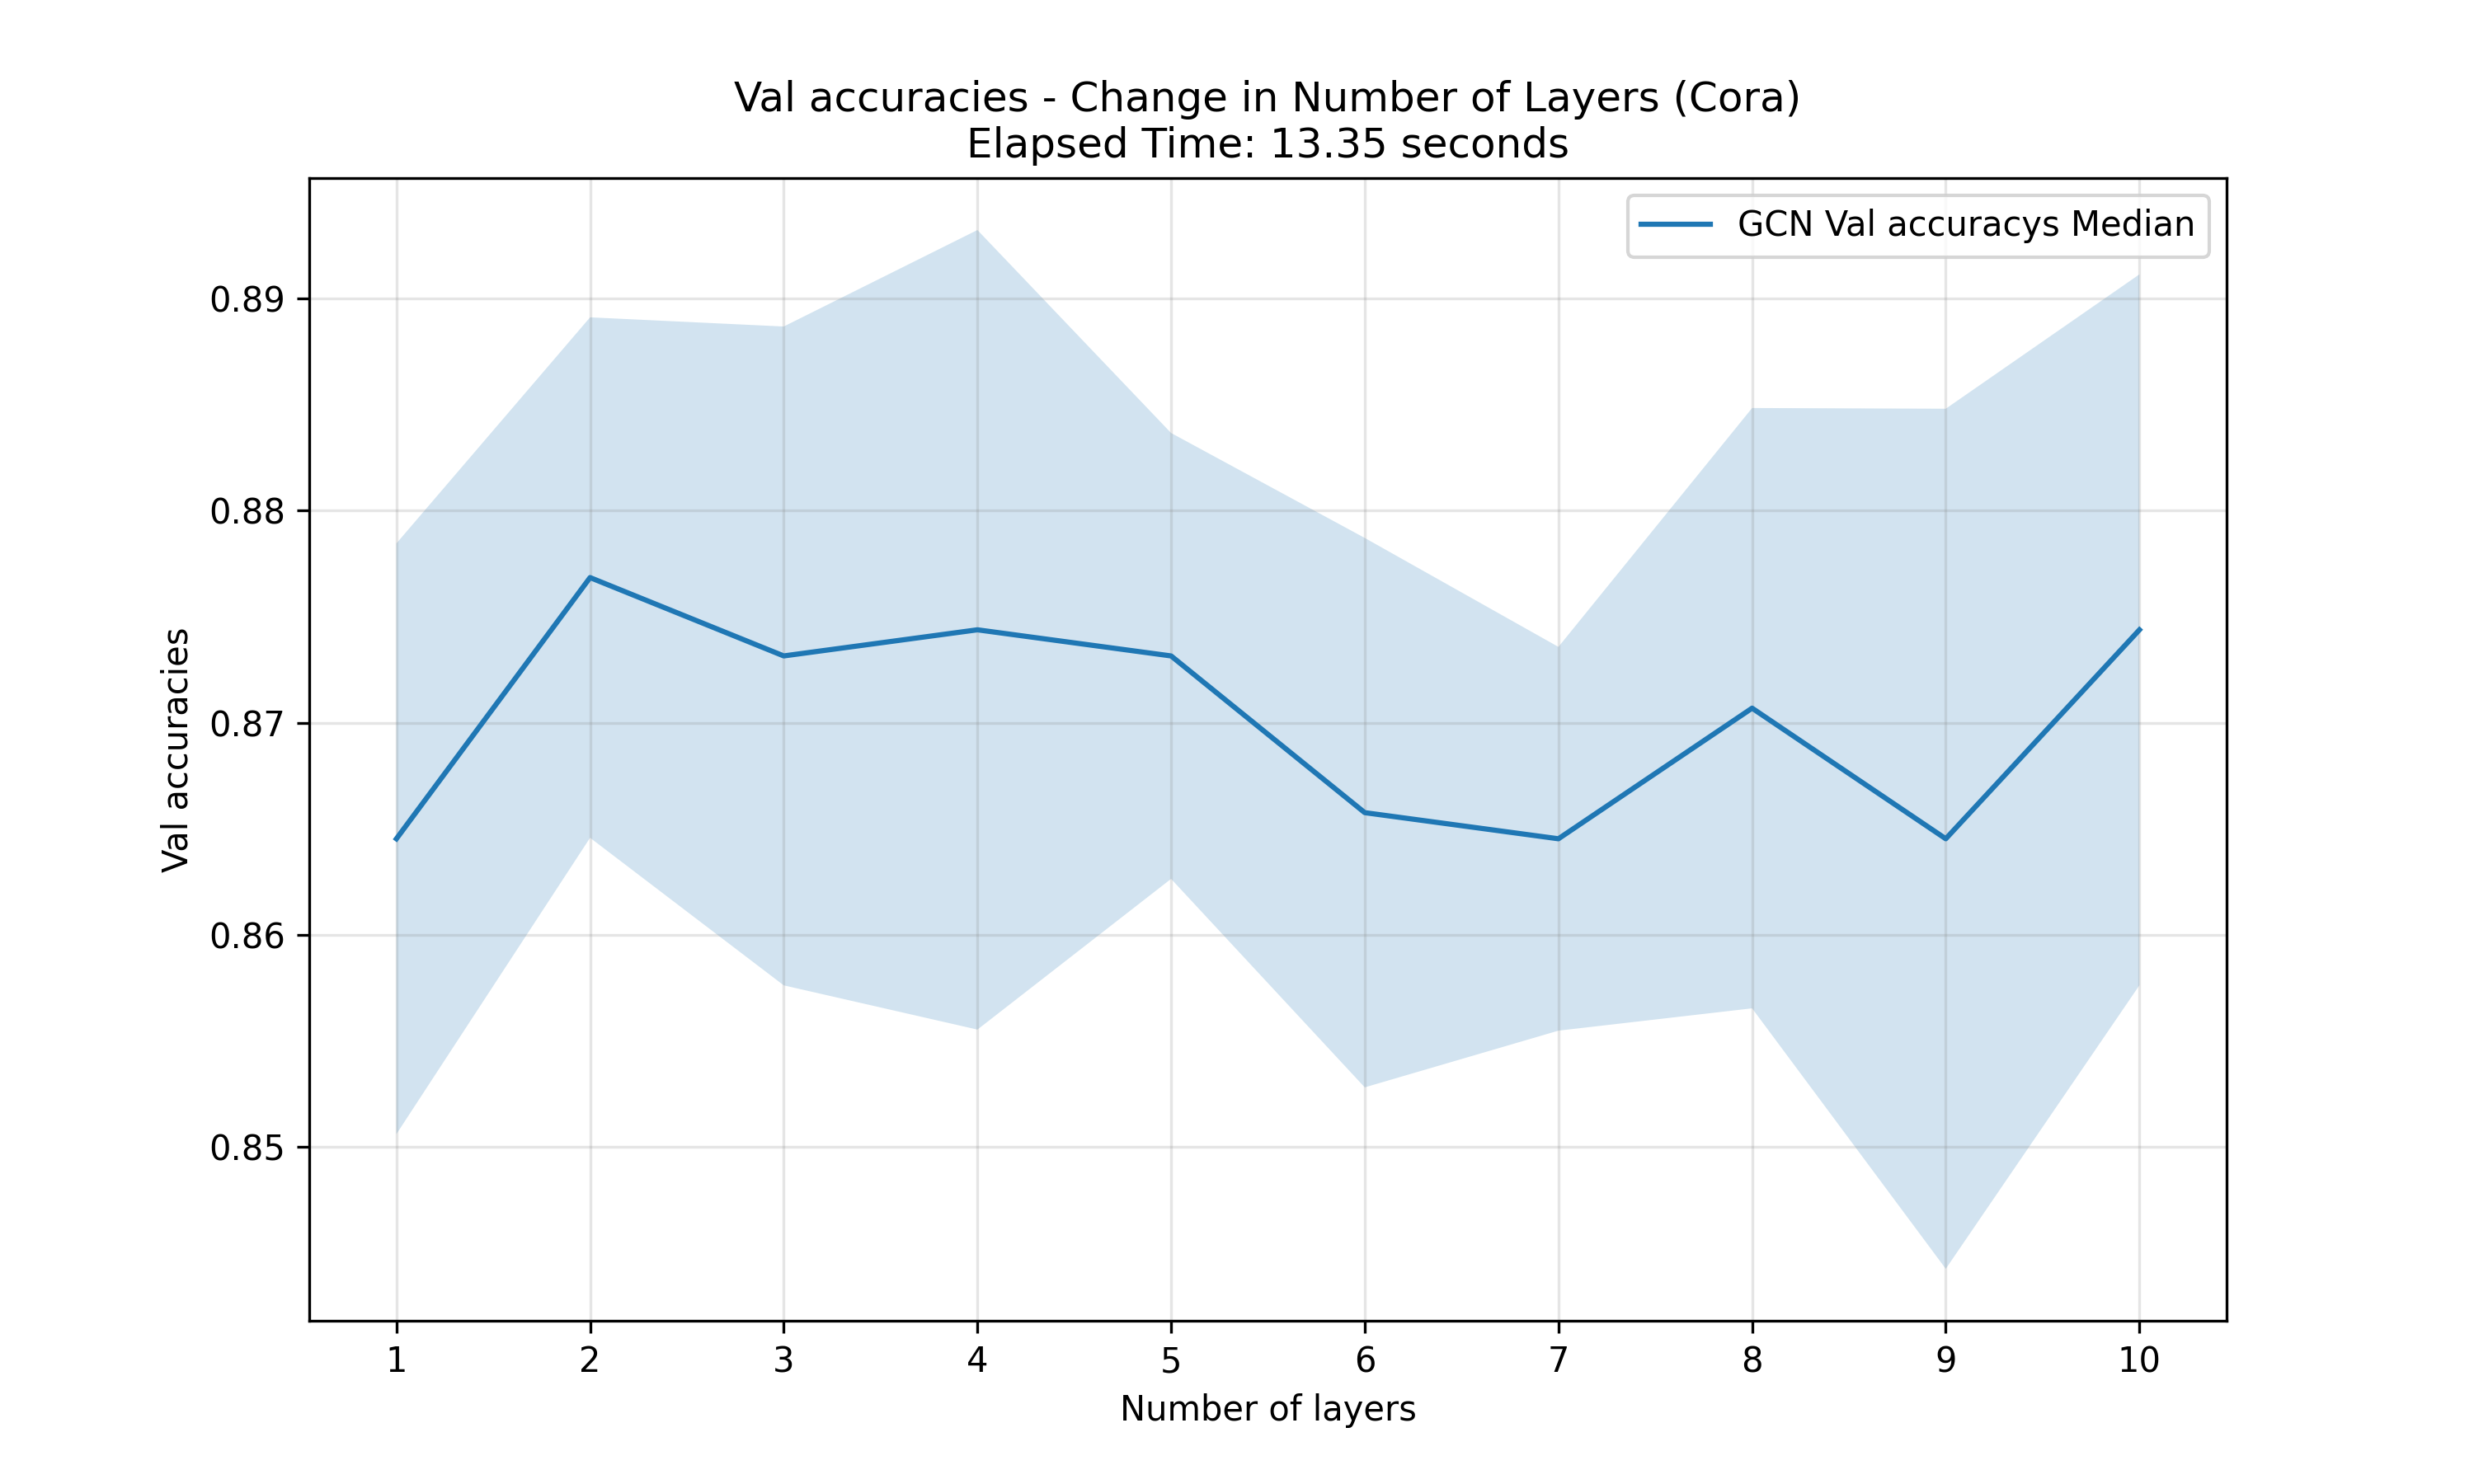 Val accuracies - Change in Number of Layers (Cora)
Elapsed Time: 13.35 seconds
GCN Val accuracys Median
0.89
0.88
0.87
0.86
0.85
Val accuracies
1 2 3 4 5 6 7 8 9 10
Number of layers